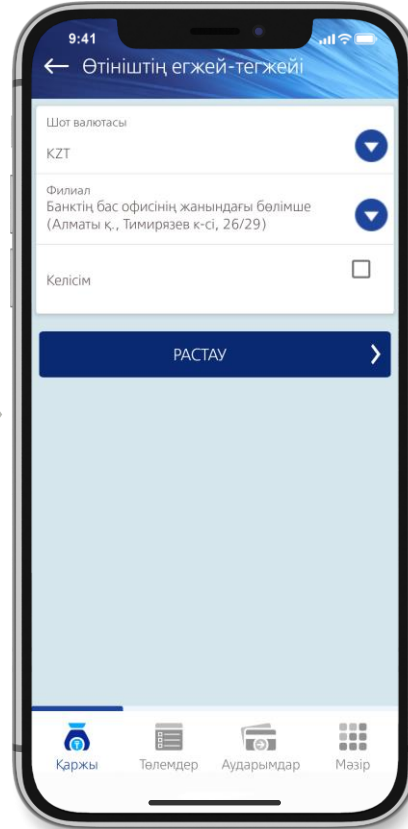 9:41
Өтініштің егжей-тегжейі
Шот валютасы
KZT
Филиал
Банктің бас офисінің жанындағы бөлімше
(Алматы қ., Тимирязев к-сі, 26/29)
Келісім
РАСТАУ
Қаржы Төлемдер Аударымдар Мәзір